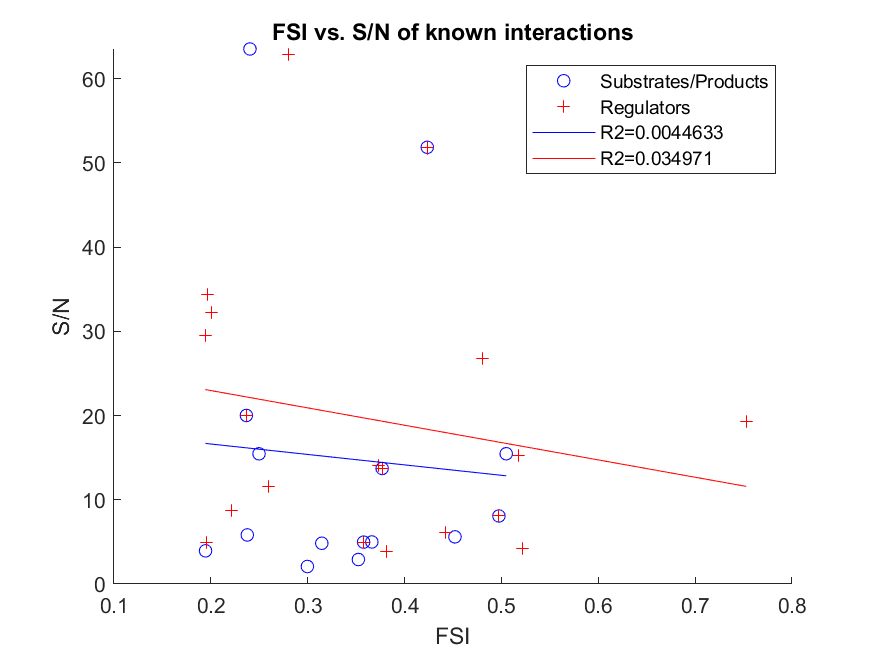 FSI vs. S/N of known interactions
Substrates/Products
Regulators
R2=0.0044633
R2=0.034971
S/N
60
50
40
30
20
10
0
0.1 0.2 0.3 0.4 0.5 0.6 0.7 0.8
FSI